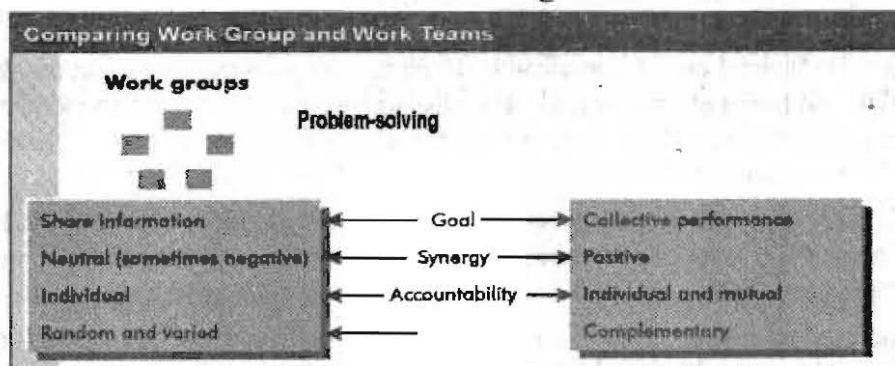 Comparing Work Group and Work Teams
Work groups
Problem-solving
Share information Goal Collective performance
Neutral (sometimes negative) Synergy Positive
Individual Accountability Individual and mutual
Random and varied Complementary